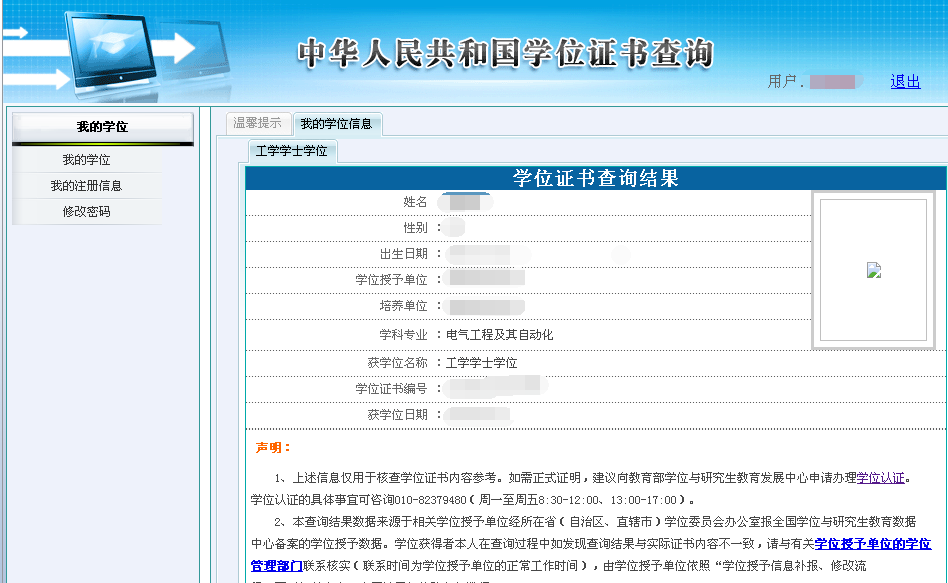 中华人民共和国学位证书查询
用户.
退出
我的学位
我的学位
我的注册信息
修改密码
温馨提示
我的学位信息
工学学士学位
学位证书查询结果
姓名
性别 :
出生日期 :
学位授予单位 :
培养单位 :
学科专业 : 电气工程及其自动化
获学位名称 : 工学学士学位
学位证书编号 :
获学位日期 :
声明：
1、上述信息仅用于核查学位证书内容参考。如需正式证明，建议向教育部学位与研究生教育发展中心申请办理学位认证。
学位认证的具体事宜可咨询010-82379480（周一至周五8:30-12:00、13:00-17:00）。
2、本查询结果数据来源于相关学位授予单位经所在省（自治区、直辖市）学位委员会办公室报全国学位与研究生教育数据
中心备案的学位授予数据。学位获得者本人在查询过程中如发现查询结果与实际证书内容不一致，请与有关学位授予单位的学位
管理部门联系核实（联系时间为学位授予单位的正常工作时间），由学位授予单位依照“学位授予信息补报、修改流